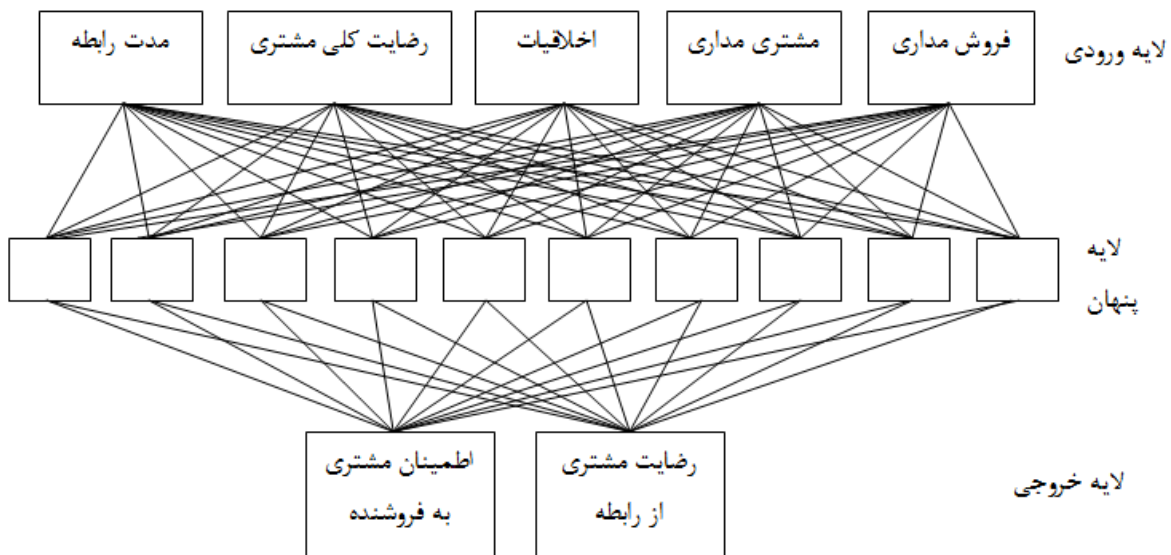 لایه ورودی
فروش مداری
مشتری مداری
اخلاقیات
رضایت کلی مشتری
مدت رابطه
لایه
پنهان
لایه خروجی
رضایت مشتری
از رابطه
اطمینان مشتری
به فروشنده